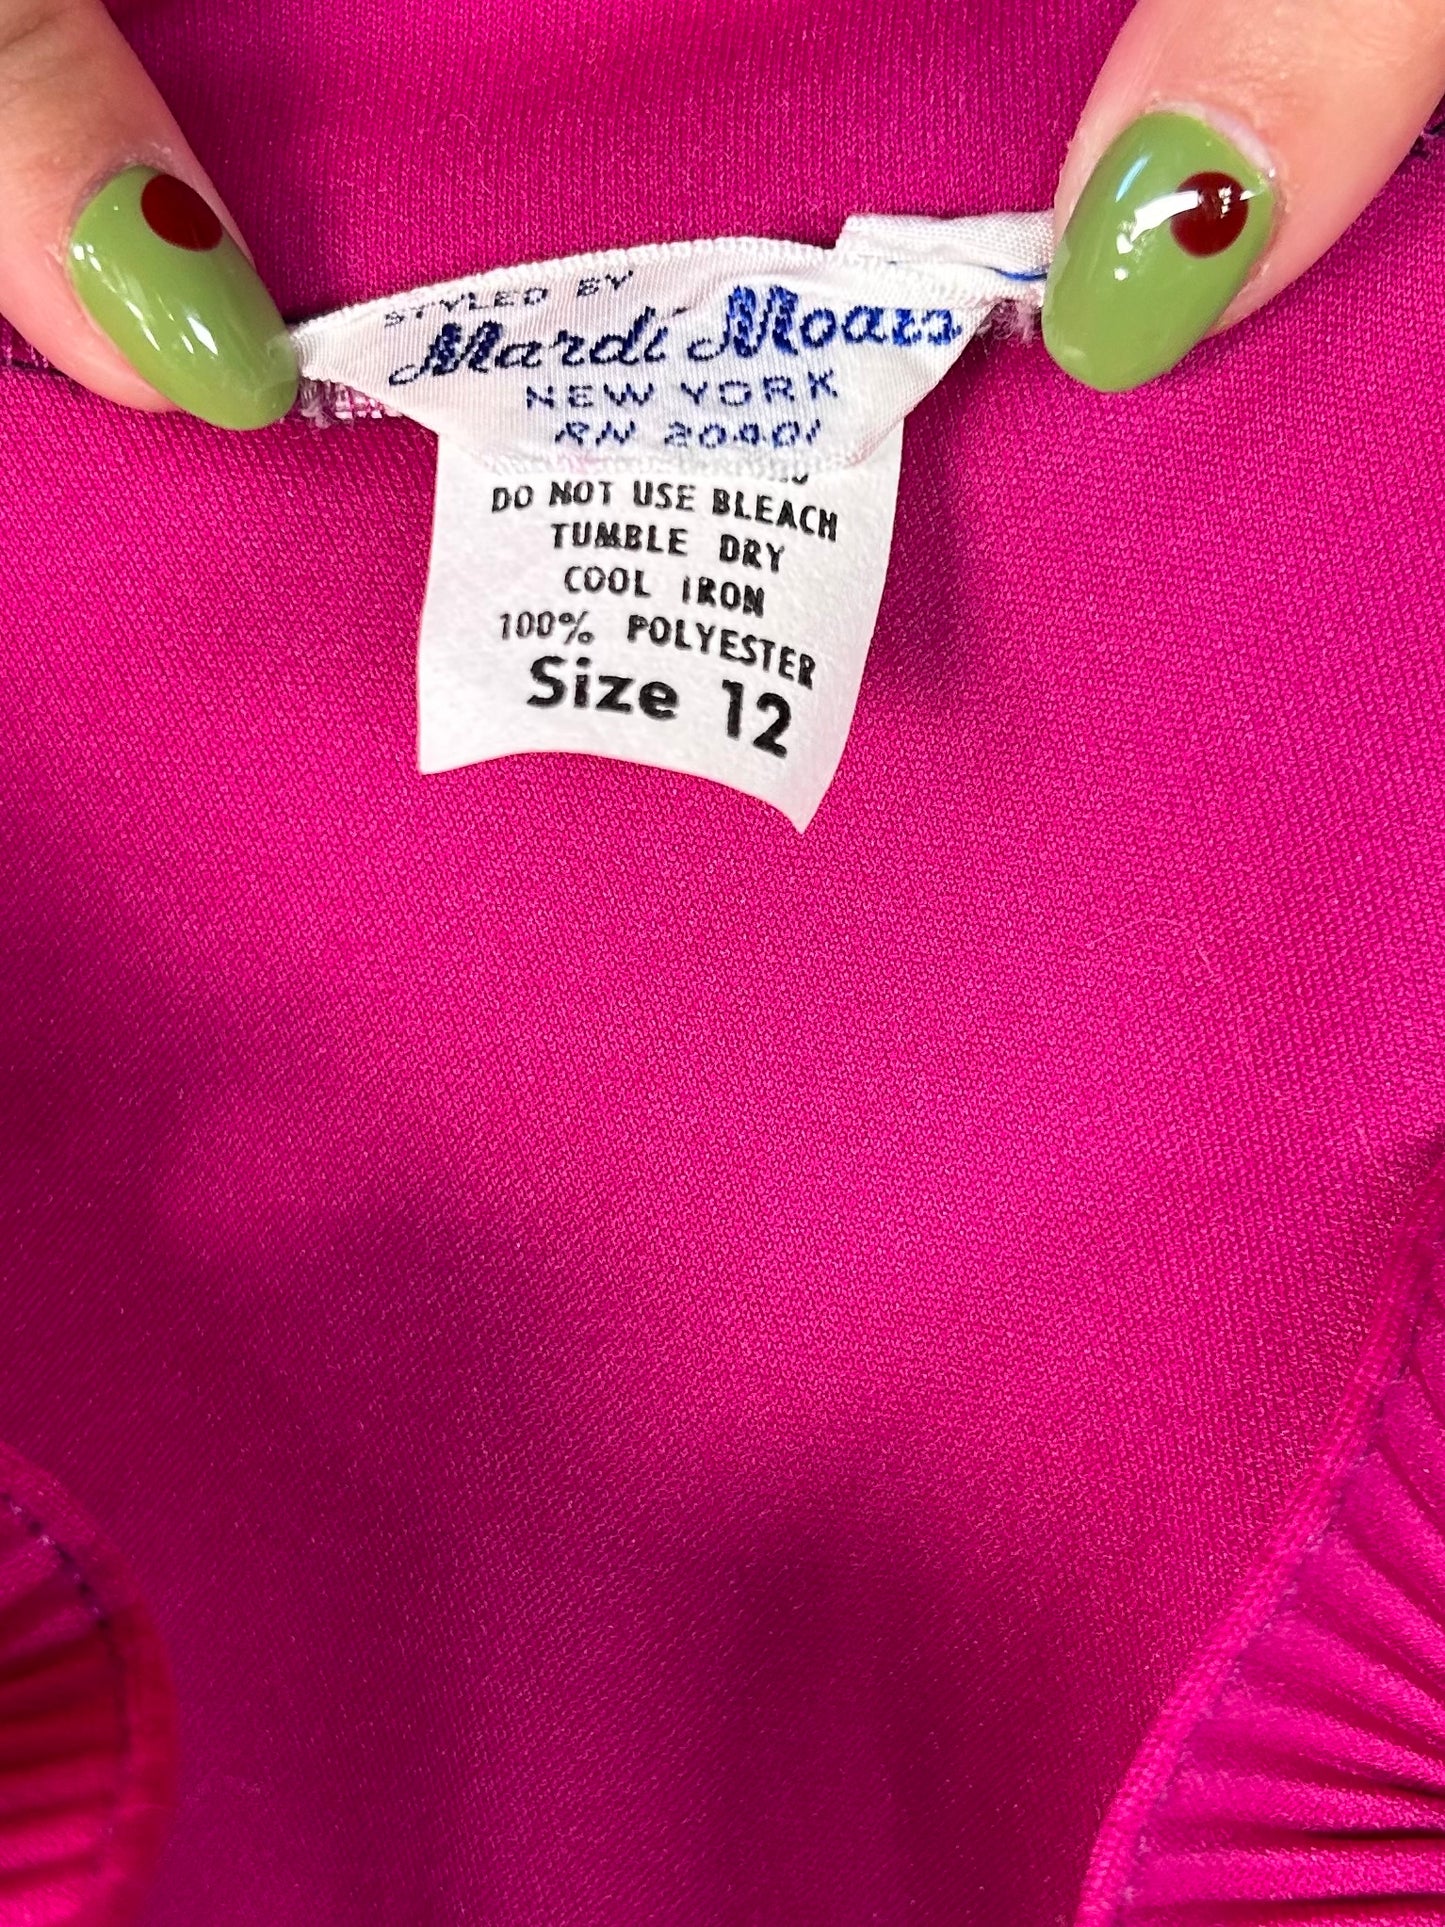 STYLED BY
Mardi Moais
NEW YORK
RN 20401
DO NOT USE BLEACH
TUMBLE DRY
COOL IRON
100% POLYESTER
Size 12